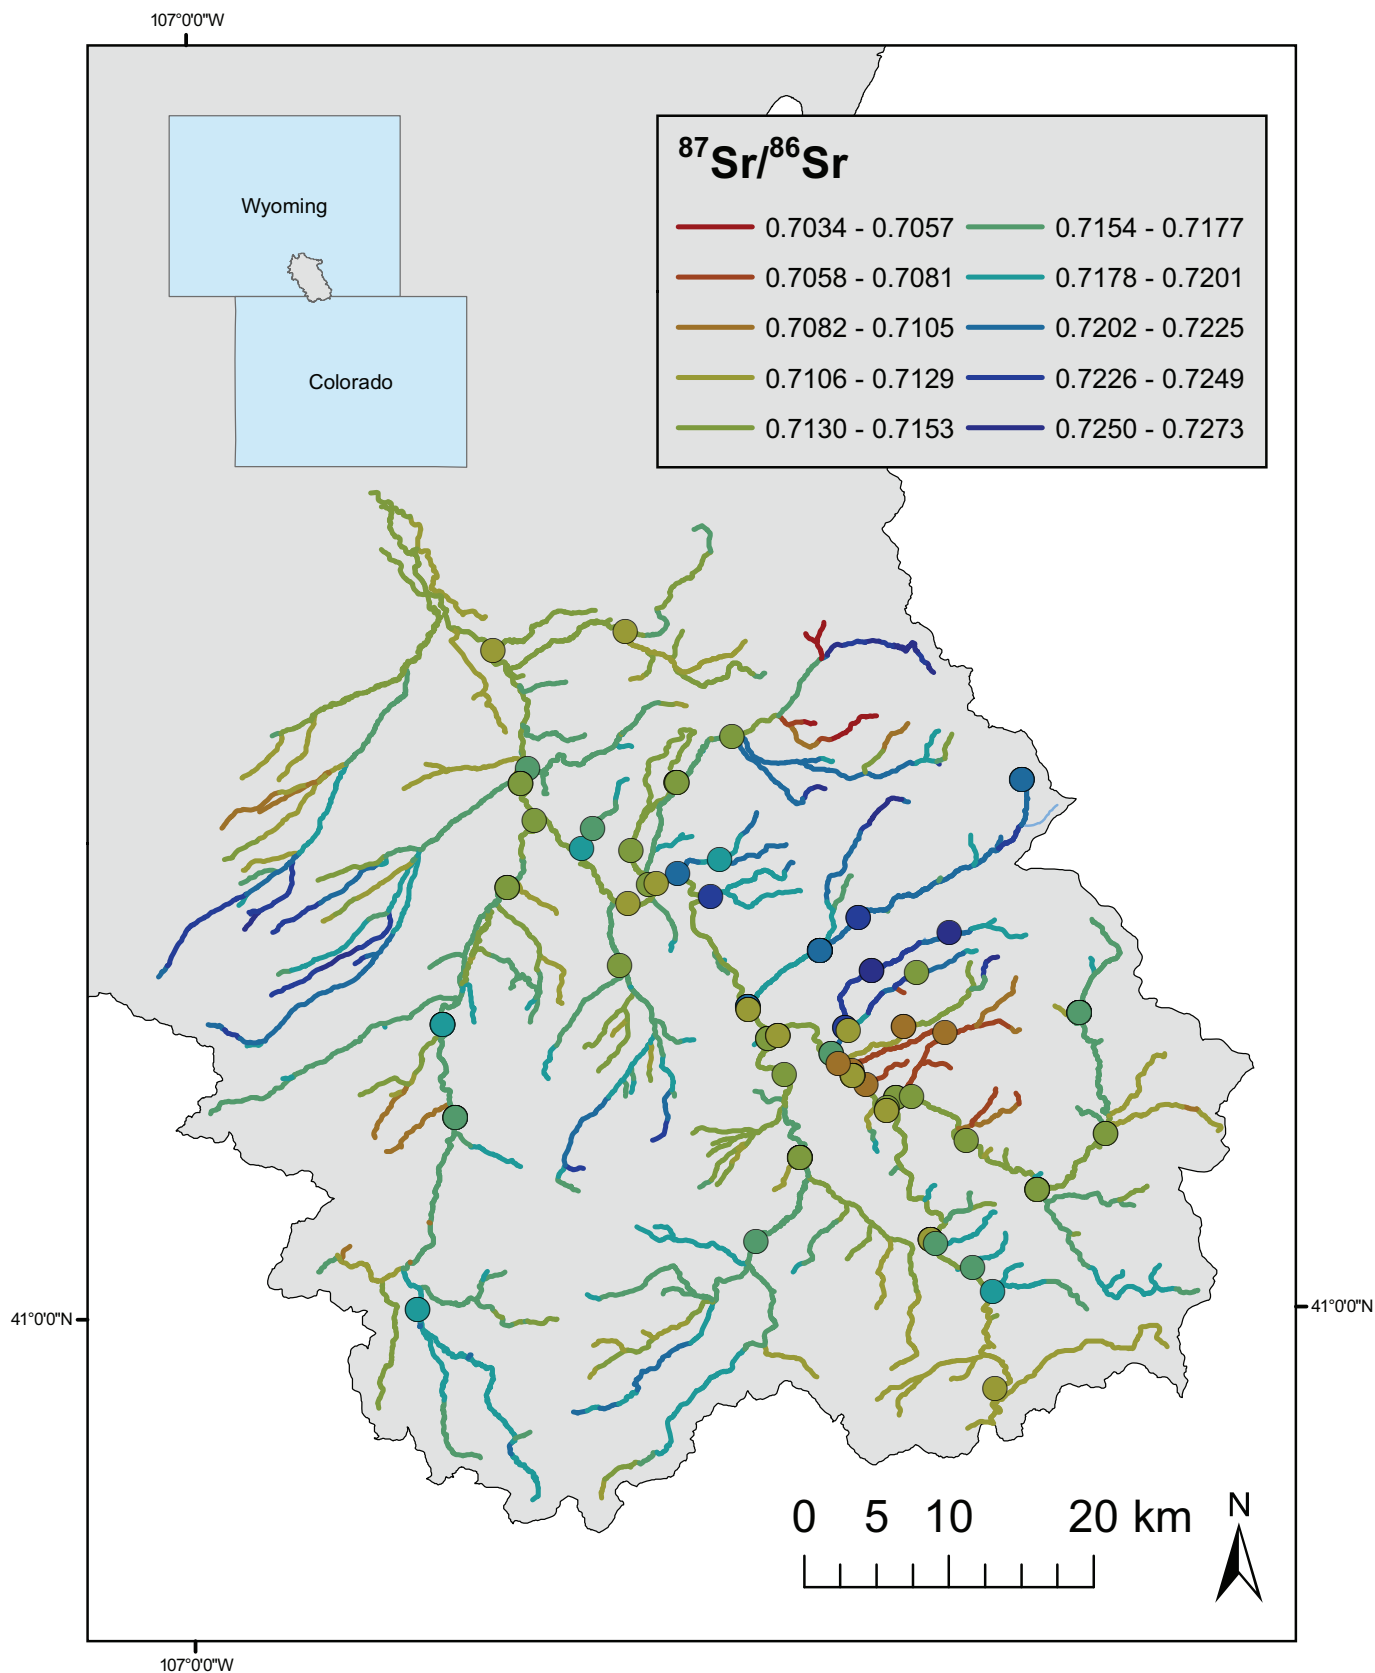 107°0'0"W
Wyoming
Colorado
87Sr/86Sr
0.7034 - 0.7057
0.7058 - 0.7081
0.7082 - 0.7105
0.7106 - 0.7129
0.7130 - 0.7153
0.7154 - 0.7177
0.7178 - 0.7201
0.7202 - 0.7225
0.7226 - 0.7249
0.7250 - 0.7273
41°0'0"N
41°0'0"N
0 5 10 20 km
N
107°0'0"W